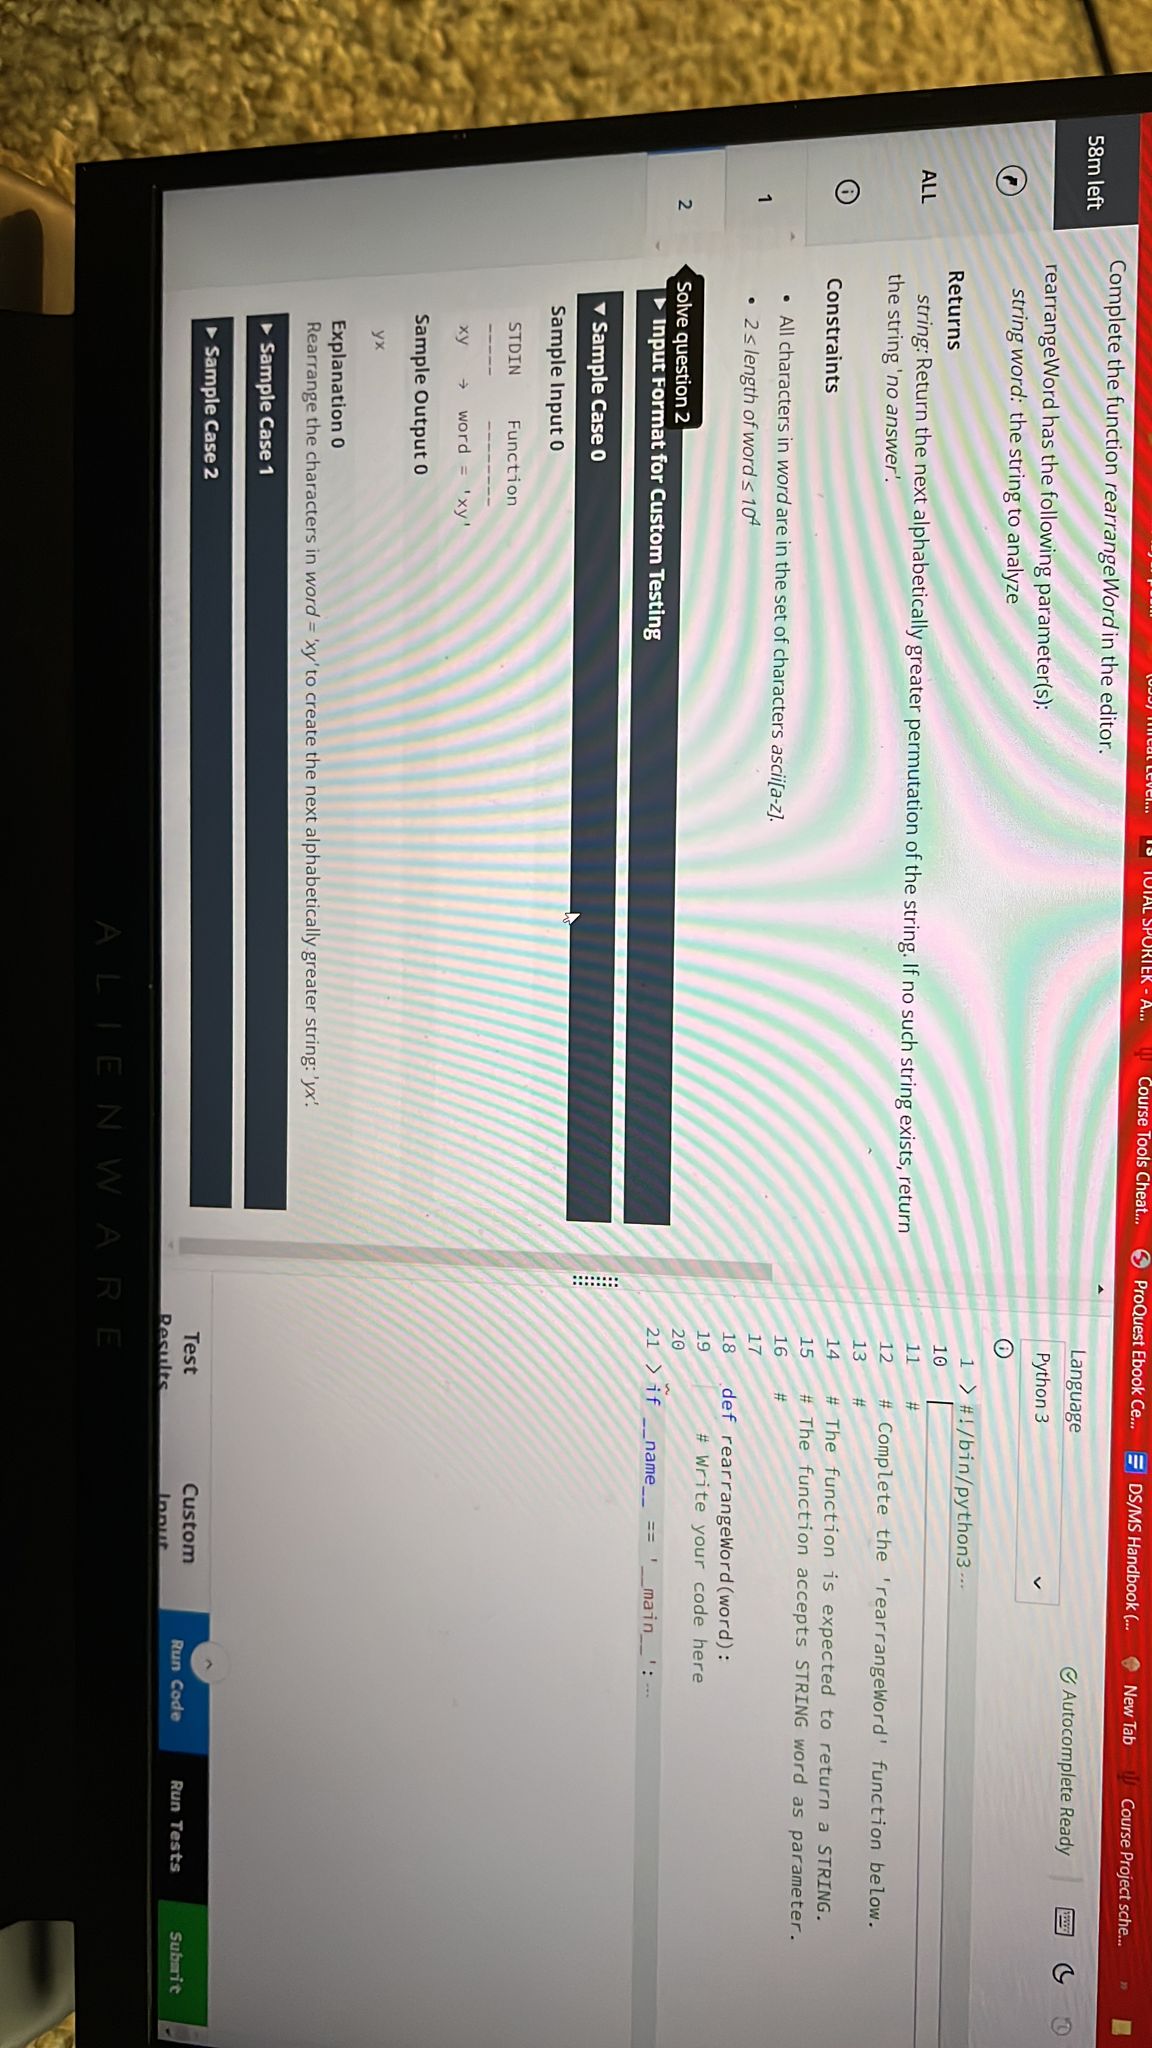 TOTAL SPORTEK - A...
Course Tools Cheat...
ProQuest Ebook Ce...
DS/MS Handbook (...
New Tab
Course Project sche...
»
58m left
ALL
1
2
Solve question 2
Complete the function rearrangeWord in the editor.
rearrangeWord has the following parameter(s):
string word: the string to analyze
Returns
string: Return the next alphabetically greater permutation of the string. If no such string exists, return
the string 'no answer'.
Constraints
• All characters in word are in the set of characters ascii[a-z].
• 2 ≤ length of word ≤ 10⁴
▶ Input Format for Custom Testing
▼ Sample Case 0
Sample Input 0
STDIN Function
----- --------
xy → word = 'xy'
Sample Output 0
yx
Explanation 0
Rearrange the characters in word = 'xy' to create the next alphabetically greater string: 'yx'.
▶ Sample Case 1
▶ Sample Case 2
Language
Python 3
Autocomplete Ready
1 > #!/bin/python3...
10
11 #
12 # Complete the 'rearrangeWord' function below.
13 #
14 # The function is expected to return a STRING.
15 # The function accepts STRING word as parameter.
16 #
17
18 def rearrangeWord(word):
19 # Write your code here
20
21 > if __name__ == '__main__':...
Test
Results
Custom
Input
Run Code
Run Tests
Submit
ALIENWARE